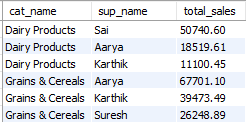 cat_name sup_name total_sales
Dairy Products Sai 50740.60
Dairy Products Aarya 18519.61
Dairy Products Karthik 11100.45
Grains & Cereals Aarya 67701.10
Grains & Cereals Karthik 39473.49
Grains & Cereals Suresh 26248.89